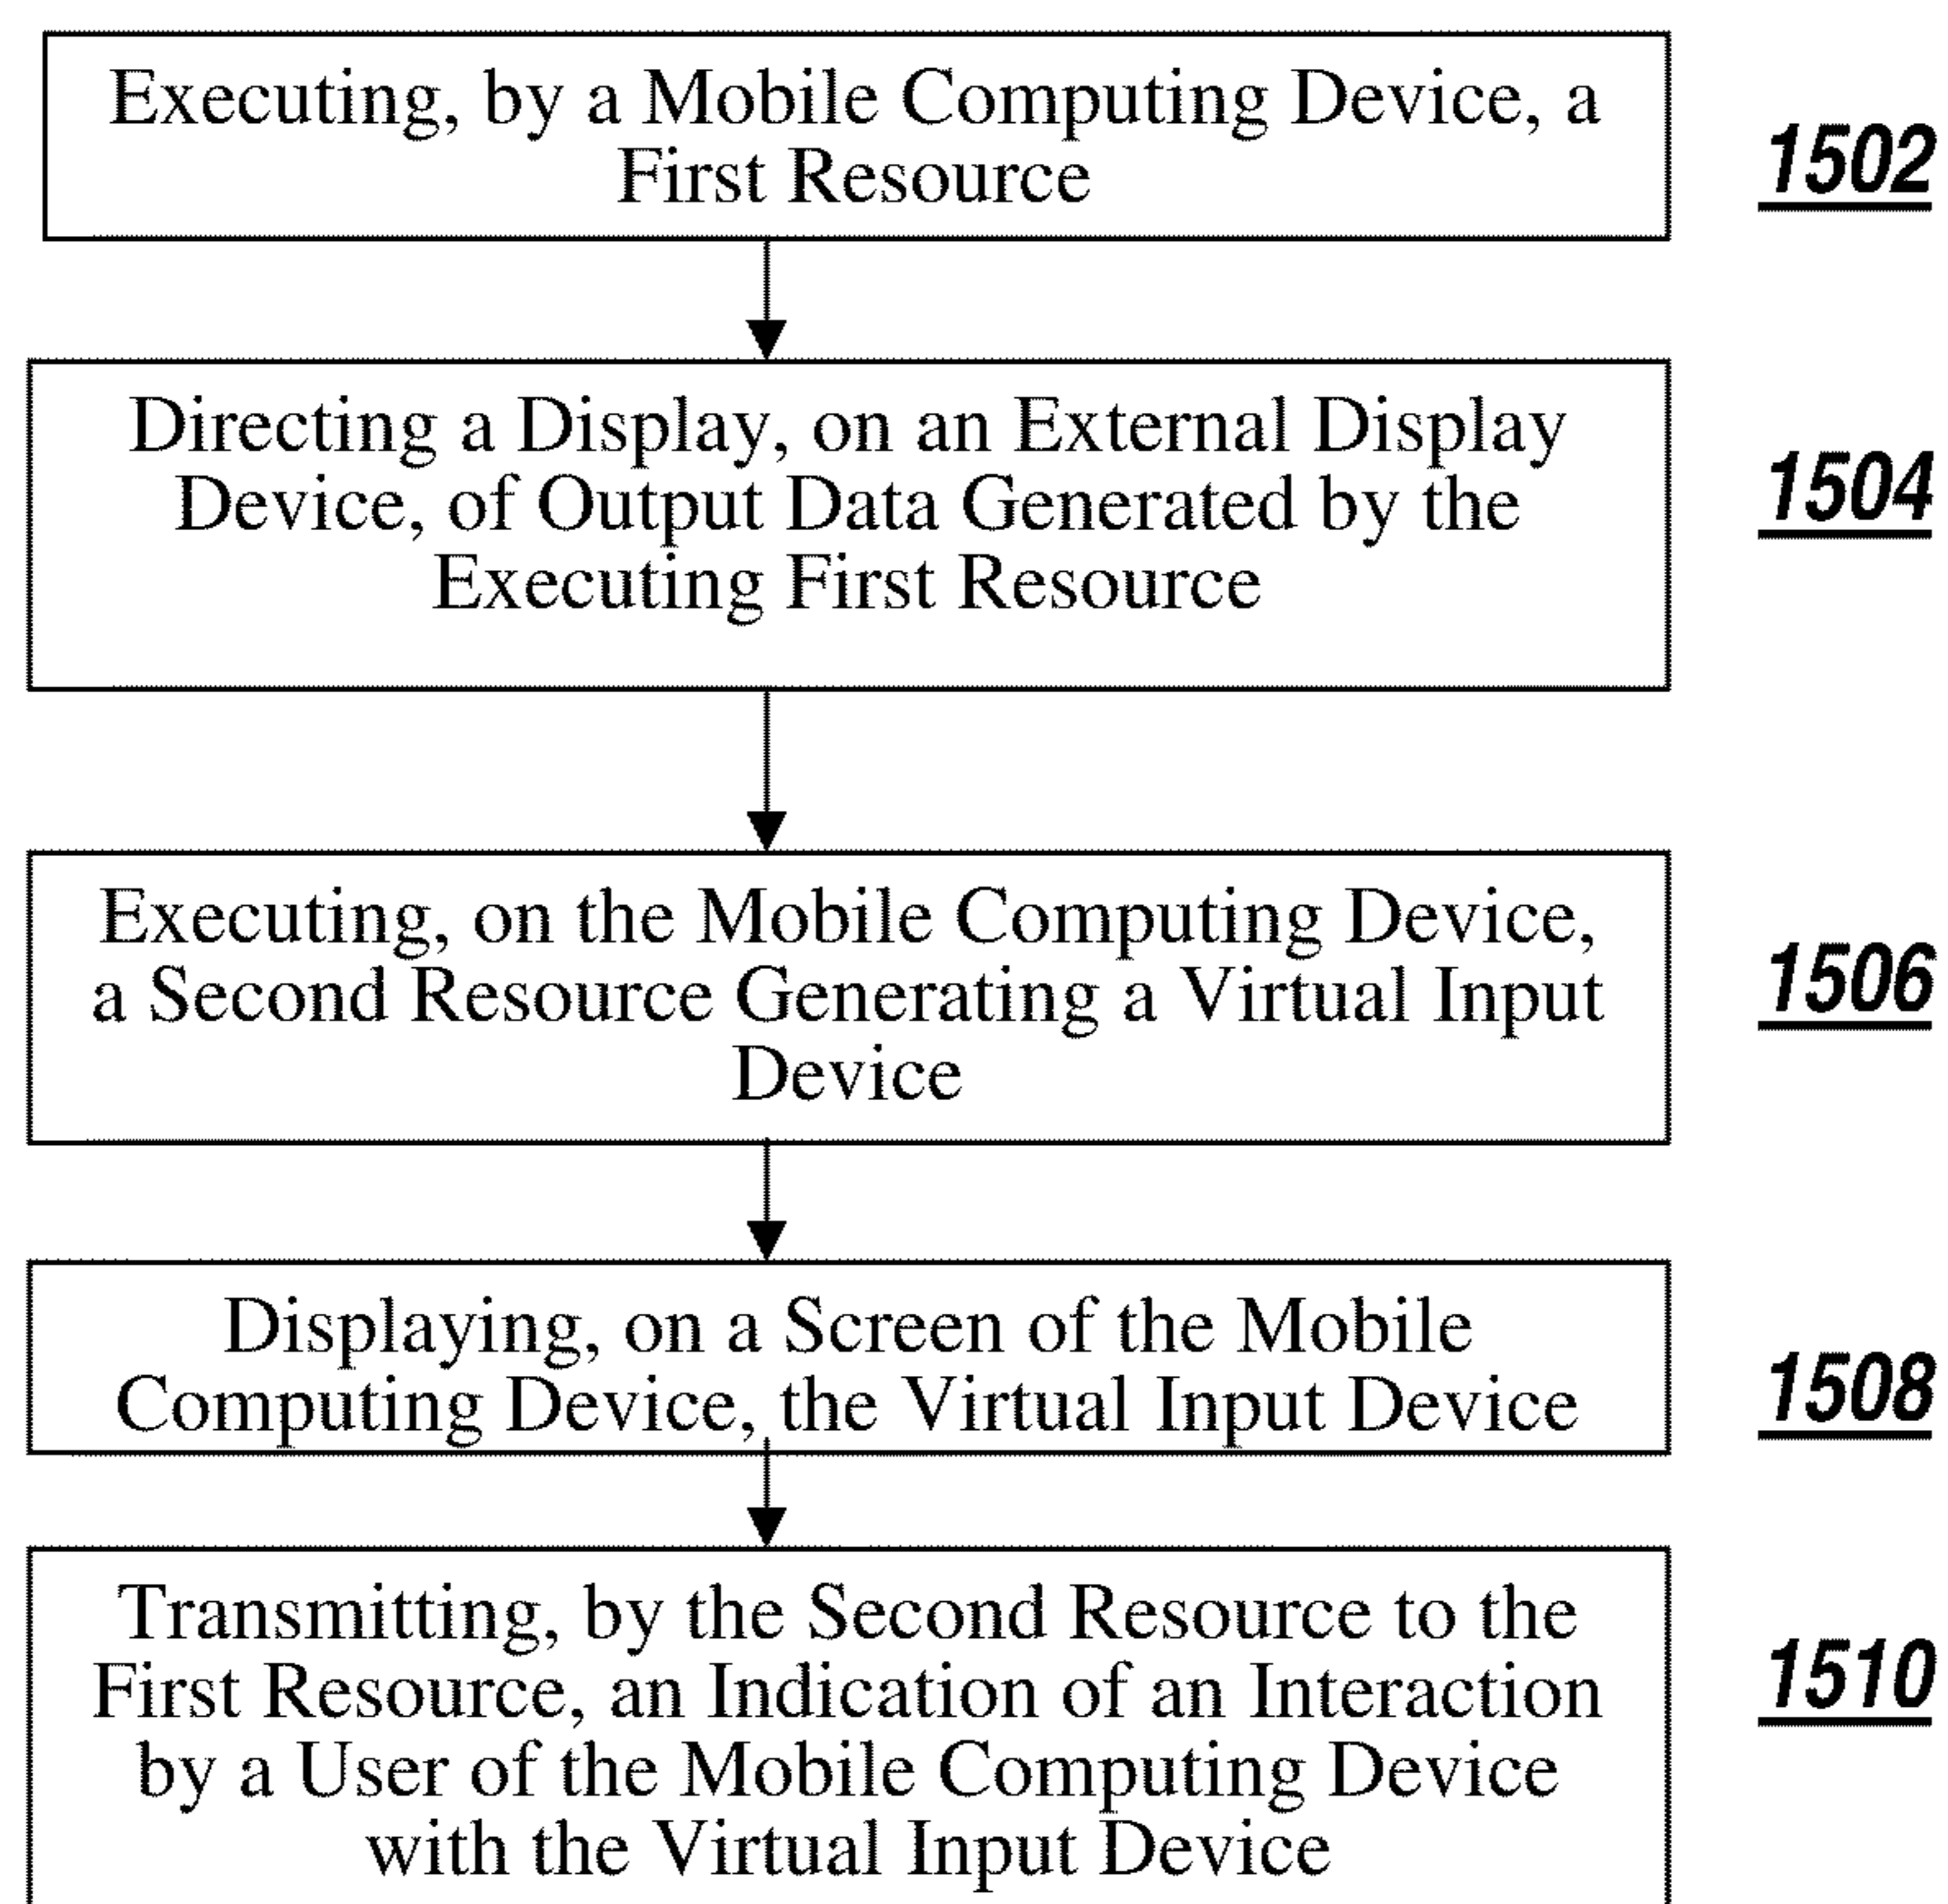 Executing, by a Mobile Computing Device, a
First Resource
1502
Directing a Display, on an External Display
Device, of Output Data Generated by the
Executing First Resource
1504
Executing, on the Mobile Computing Device,
a Second Resource Generating a Virtual Input
Device
1506
Displaying, on a Screen of the Mobile
Computing Device, the Virtual Input Device
1508
Transmitting, by the Second Resource to the
First Resource, an Indication of an Interaction
by a User of the Mobile Computing Device
with the Virtual Input Device
1510